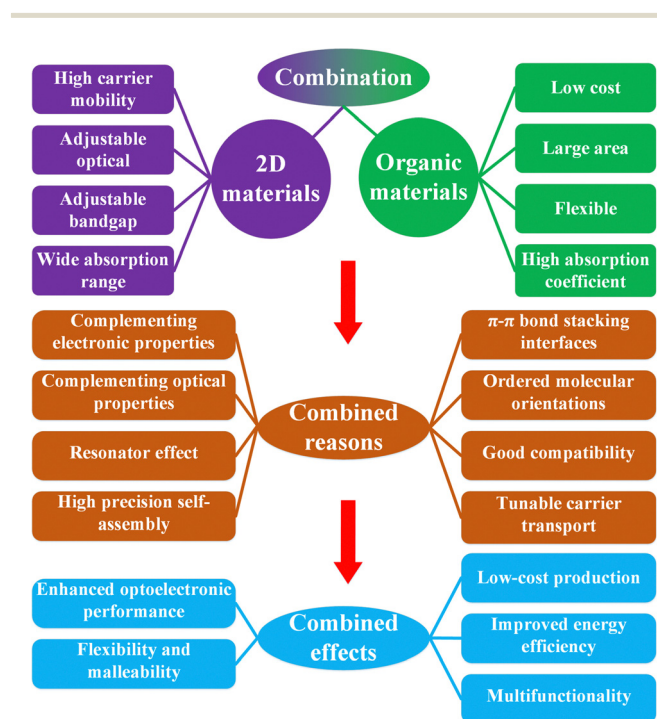 Combination
2D
materials
Organic
materials
High carrier
mobility
Adjustable
optical
Adjustable
bandgap
Wide absorption
range
Low cost
Large area
Flexible
High absorption
coefficient
Combined
reasons
Complementing
electronic properties
Complementing optical
properties
Resonator effect
High precision self-
assembly
π-π bond stacking
interfaces
Ordered molecular
orientations
Good compatibility
Tunable carrier
transport
Combined
effects
Enhanced optoelectronic
performance
Flexibility and
malleability
Low-cost production
Improved energy
efficiency
Multifunctionality